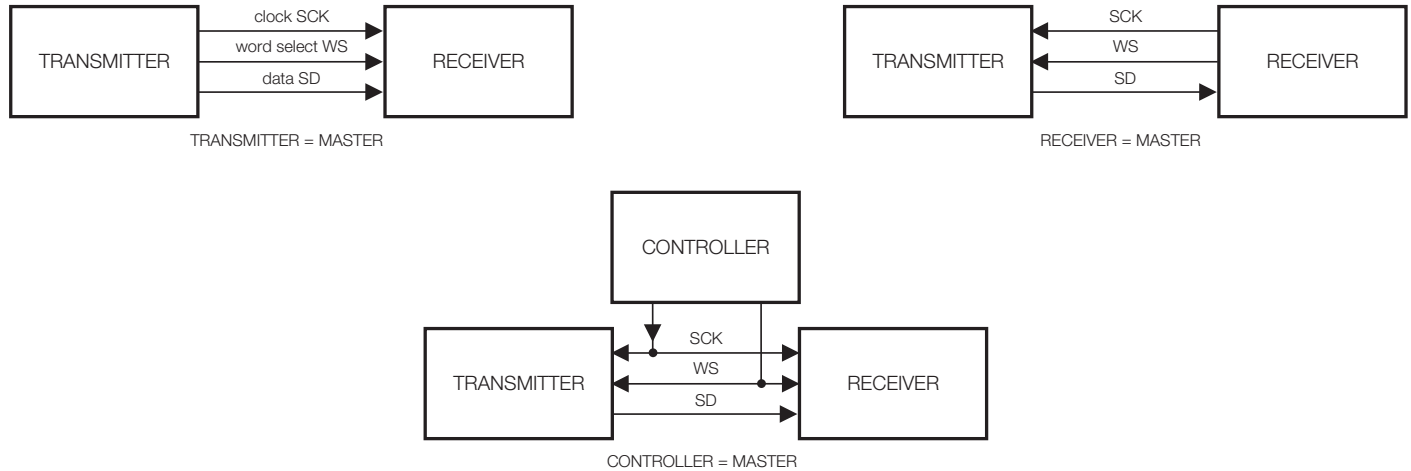 TRANSMITTER
clock SCK
word select WS
data SD
RECEIVER
TRANSMITTER = MASTER
TRANSMITTER
SCK
WS
SD
RECEIVER
RECEIVER = MASTER
CONTROLLER
TRANSMITTER
SCK
WS
SD
RECEIVER
CONTROLLER = MASTER